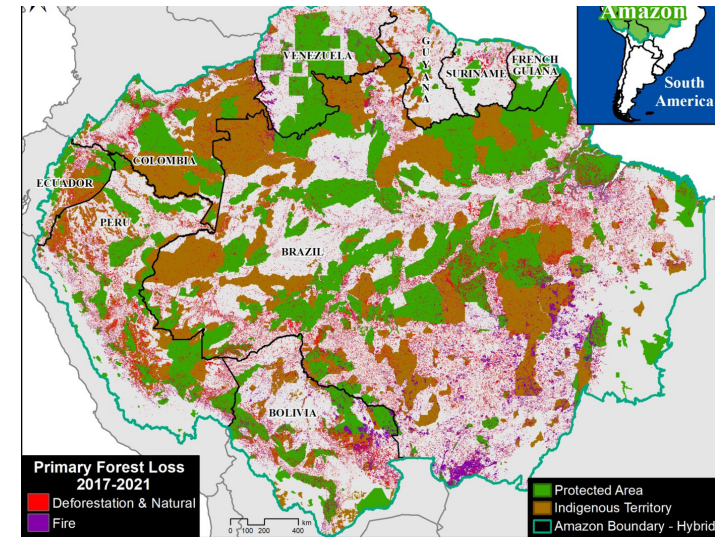 Amazon
South
America
VENEZUELA
GUYANA
SURINAME
FRENCH
GUIANA
COLOMBIA
ECUADOR
PERU
BRAZIL
BOLIVIA
Primary Forest Loss
2017-2021
Deforestation & Natural
Fire
0 100 200 400 km
Protected Area
Indigenous Territory
Amazon Boundary - Hybrid